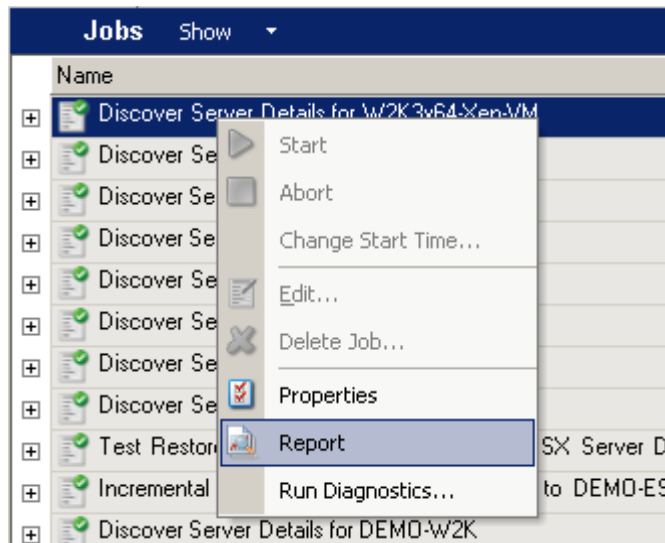 Jobs Show
Name
Discover Server Details for W2K3x64-Xen-VM
Discover Se
Start
Discover Se
Abort
Discover Se
Change Start Time...
Discover Se
Edit...
Discover Se
Delete Job...
Discover Se
Discover Se
Properties
Test Restor
Report
SX Server D
Incremental
Run Diagnostics...
to DEMO-ES
Discover Server Details for DEMO-W2K